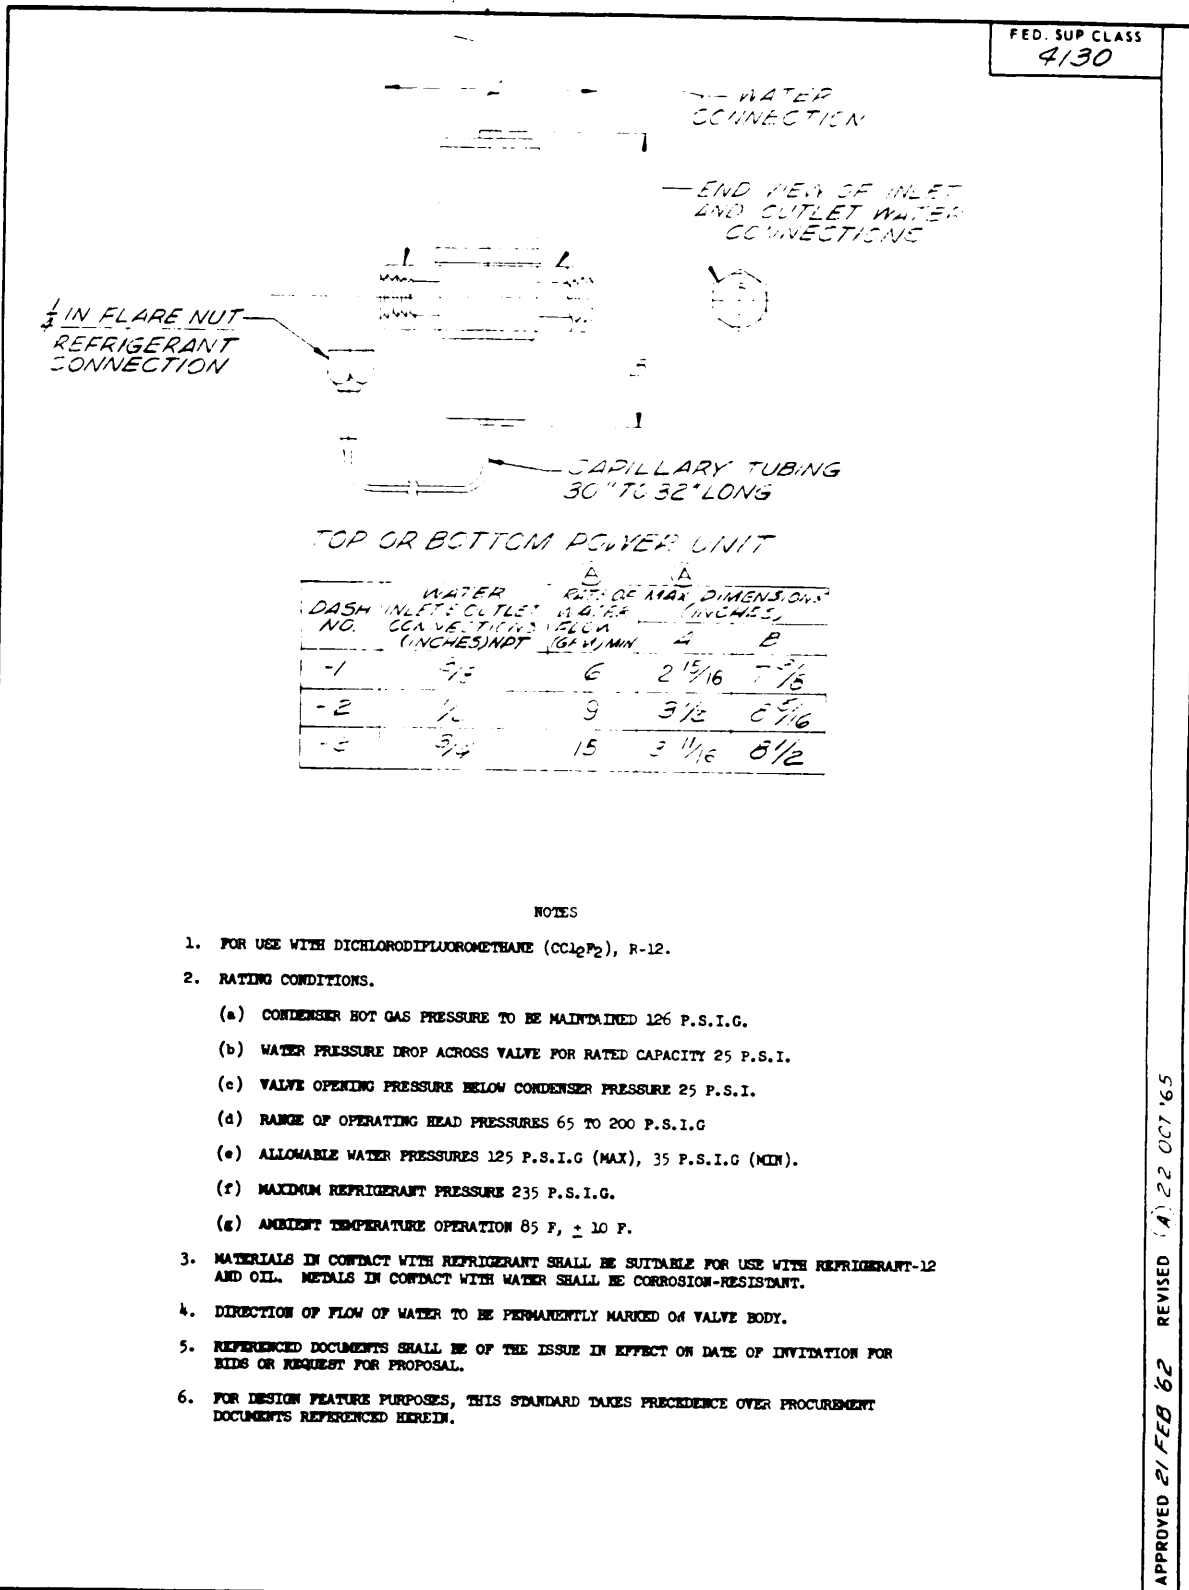 FED. SUP CLASS
4130
WATER
CONNECTION
END VIEW OF INLET
AND OUTLET WATER
CONNECTIONS
IN FLARE NUT
REFRIGERANT
CONNECTION
B
CAPILLARY TUBING
30" TO 32" LONG
TOP OR BOTTOM POWER UNIT
A A
DASH NO. WATER INLET & OUTLET CONNECTIONS (INCHES) NPT RATE OF WATER FLOW MIN MAX DIMENSIONS (INCHES)
A B
-1 6 2 15/16
-2 9
-3 3/4 15 3 11/16 8 1/2
NOTES
1. FOR USE WITH DICHLORODIFLUOROMETHANE (CCl2F2), R-12.
2. RATING CONDITIONS.
(a) CONDENSER HOT GAS PRESSURE TO BE MAINTAINED 126 P.S.I.G.
(b) WATER PRESSURE DROP ACROSS VALVE FOR RATED CAPACITY 25 P.S.I.
(c) VALVE OPENING PRESSURE BELOW CONDENSER PRESSURE 25 P.S.I.
(d) RANGE OF OPERATING HEAD PRESSURES 65 TO 200 P.S.I.G
(e) ALLOWABLE WATER PRESSURES 125 P.S.I.G (MAX), 35 P.S.I.G (MIN).
(f) MAXIMUM REFRIGERANT PRESSURE 235 P.S.I.G.
(g) AMBIENT TEMPERATURE OPERATION 85 F, ± 10 F.
3. MATERIALS IN CONTACT WITH REFRIGERANT SHALL BE SUITABLE FOR USE WITH REFRIGERANT-12
AND OIL. METALS IN CONTACT WITH WATER SHALL BE CORROSION-RESISTANT.
4. DIRECTION OF FLOW OF WATER TO BE PERMANENTLY MARKED ON VALVE BODY.
5. REFERENCED DOCUMENTS SHALL BE OF THE ISSUE IN EFFECT ON DATE OF INVITATION FOR
BIDS OR REQUEST FOR PROPOSAL.
6. FOR DESIGN FEATURE PURPOSES, THIS STANDARD TAKES PRECEDENCE OVER PROCUREMENT
DOCUMENTS REFERENCED HEREIN.
APPROVED 21 FEB '62 REVISED (A) 22 OCT '65